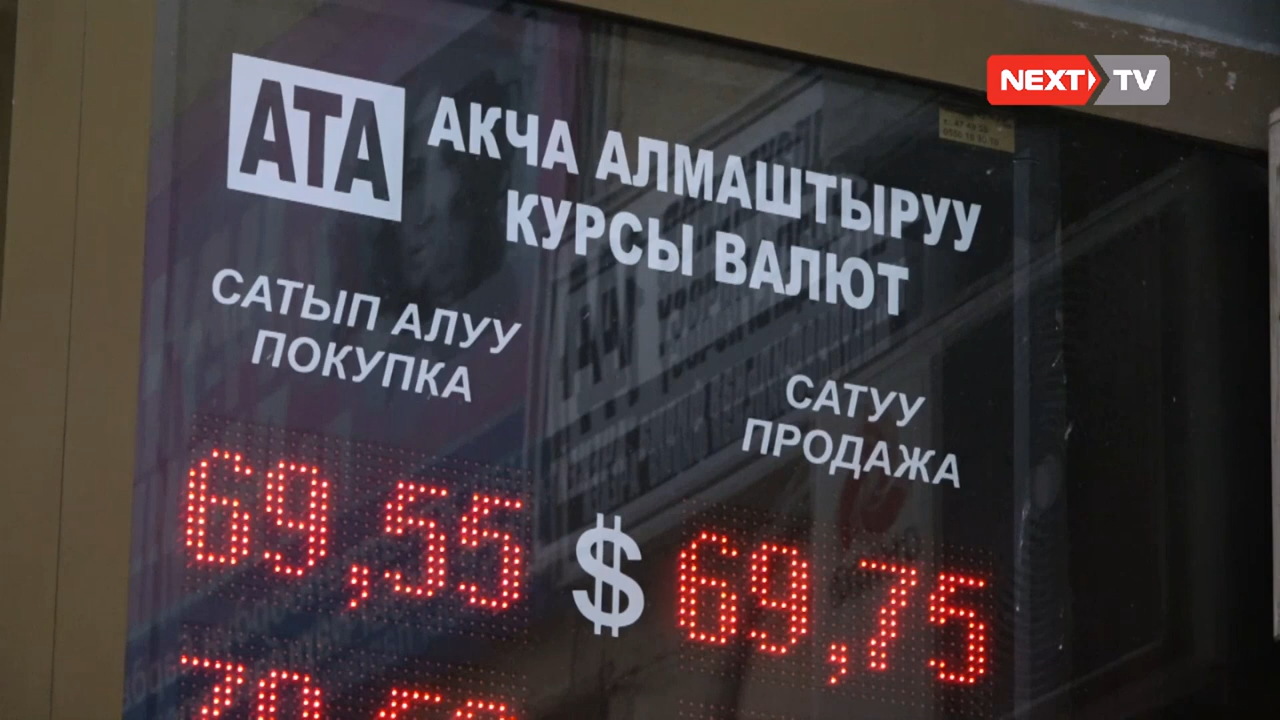 NEXT TV
АТА
АКЧА АЛМАШТЫРУУ
КУРСЫ ВАЛЮТ
САТЫП АЛУУ
ПОКУПКА
САТУУ
ПРОДАЖА
69,55 $ 69,75